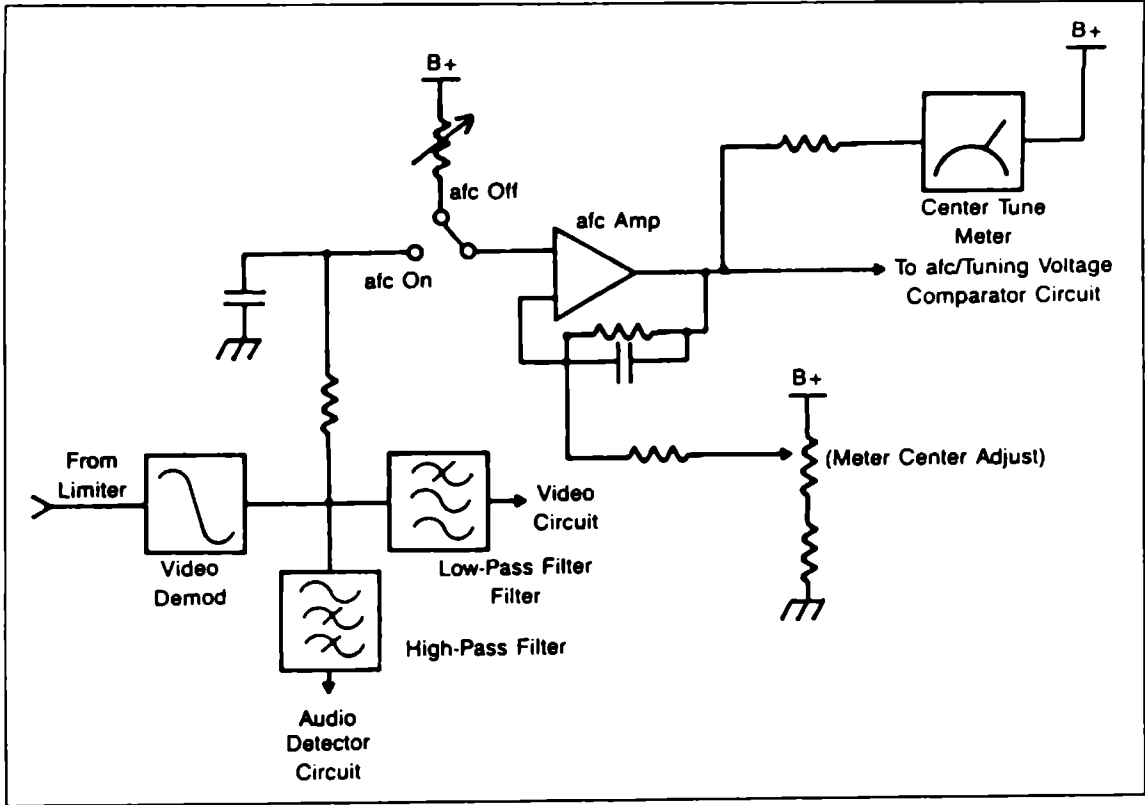 B+
B+
afc Off
afc Amp
Center Tune
Meter
afc On
To afc/Tuning Voltage
Comparator Circuit
B+
(Meter Center Adjust)
From
Limiter
Video
Circuit
Video
Demod
Low-Pass Filter
Filter
High-Pass Filter
Audio
Detector
Circuit